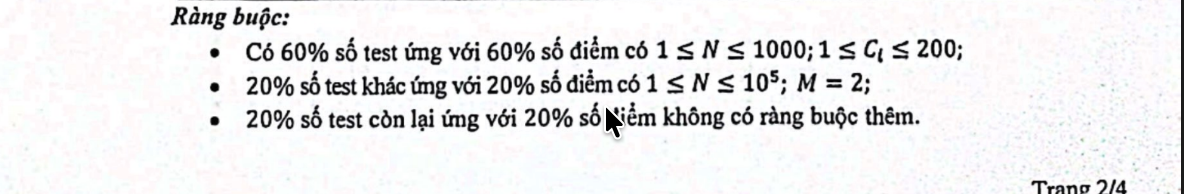 Ràng buộc:
• Có 60% số test ứng với 60% số điểm có 1 ≤ N ≤ 1000; 1 ≤ Cᵢ ≤ 200;
• 20% số test khác ứng với 20% số điểm có 1 ≤ N ≤ 10⁵; M = 2;
• 20% số test còn lại ứng với 20% số điểm không có ràng buộc thêm.
Trang 2/4